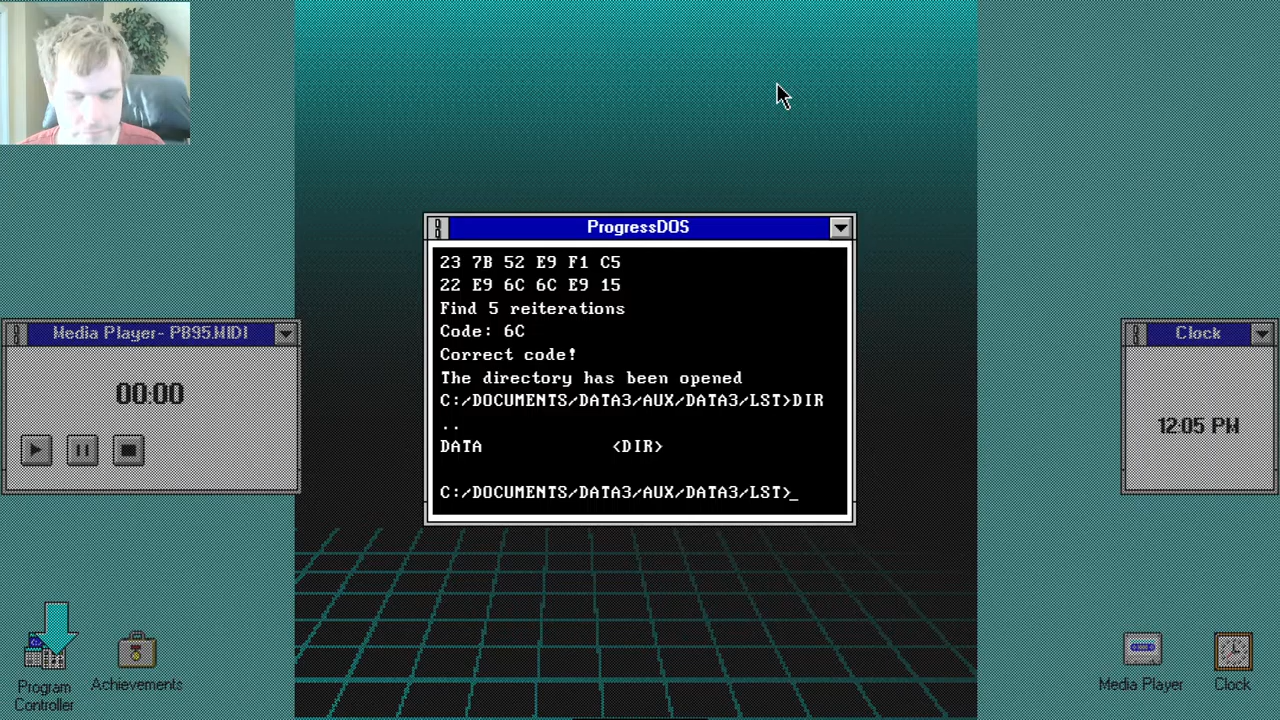 ProgressDOS
23 7B 52 E9 F1 C5
22 E9 6C 6C E9 15
Find 5 reiterations
Code: 6C
Correct code!
The directory has been opened
C:/DOCUMENTS/DATA3/AUX/DATA3/LST>DIR
..
DATA <DIR>
C:/DOCUMENTS/DATA3/AUX/DATA3/LST>_
Media Player- PB95.MIDI
00:00
Clock
12:05 PM
Program
Controller
Achievements
Media Player
Clock